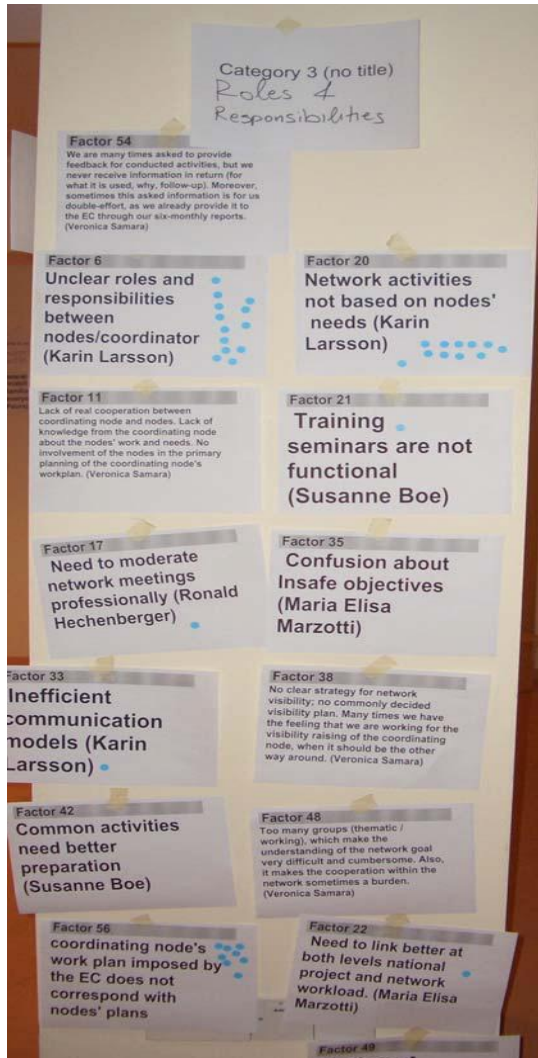 Category 3 (no title)
Roles &
Responsibilities
Factor 54
We are many times asked to provide
feedback for conducted activities, but we
never receive information in return (for
what it is used, why, follow-up). Moreover,
sometimes this asked information is for us
double-effort, as we already provide it to
the EC through our six-monthly reports.
(Veronica Samara)
Factor 6
Unclear roles and
responsibilities
between
nodes/coordinator
(Karin Larsson)
Factor 20
Network activities
not based on nodes'
needs (Karin
Larsson)
Factor 11
Lack of real cooperation between
coordinating node and nodes. Lack of
knowledge from the coordinating node
about the nodes' work and needs. No
involvement of the nodes in the primary
planning of the coordinating node's
workplan. (Veronica Samara)
Factor 21
Training
seminars are not
functional
(Susanne Boe)
Factor 17
Need to moderate
network meetings
professionally (Ronald
Hechenberger)
Factor 35
Confusion about
Insafe objectives
(Maria Elisa
Marzotti)
Factor 33
Inefficient
communication
models (Karin
Larsson)
Factor 38
No clear strategy for network
visibility; no commonly decided
visibility plan. Many times we have
the feeling that we are working for the
visibility raising of the coordinating
node, when it should be the other
way around. (Veronica Samara)
Factor 42
Common activities
need better
preparation
(Susanne Boe)
Factor 48
Too many groups (thematic /
working), which make the
understanding of the network goal
very difficult and cumbersome. Also,
it makes the cooperation within the
network sometimes a burden.
(Veronica Samara)
Factor 56
coordinating node's
work plan imposed by
the EC does not
correspond with
nodes' plans
Factor 22
Need to link better at
both levels national
project and network
workload. (Maria Elisa
Marzotti)
Factor 49